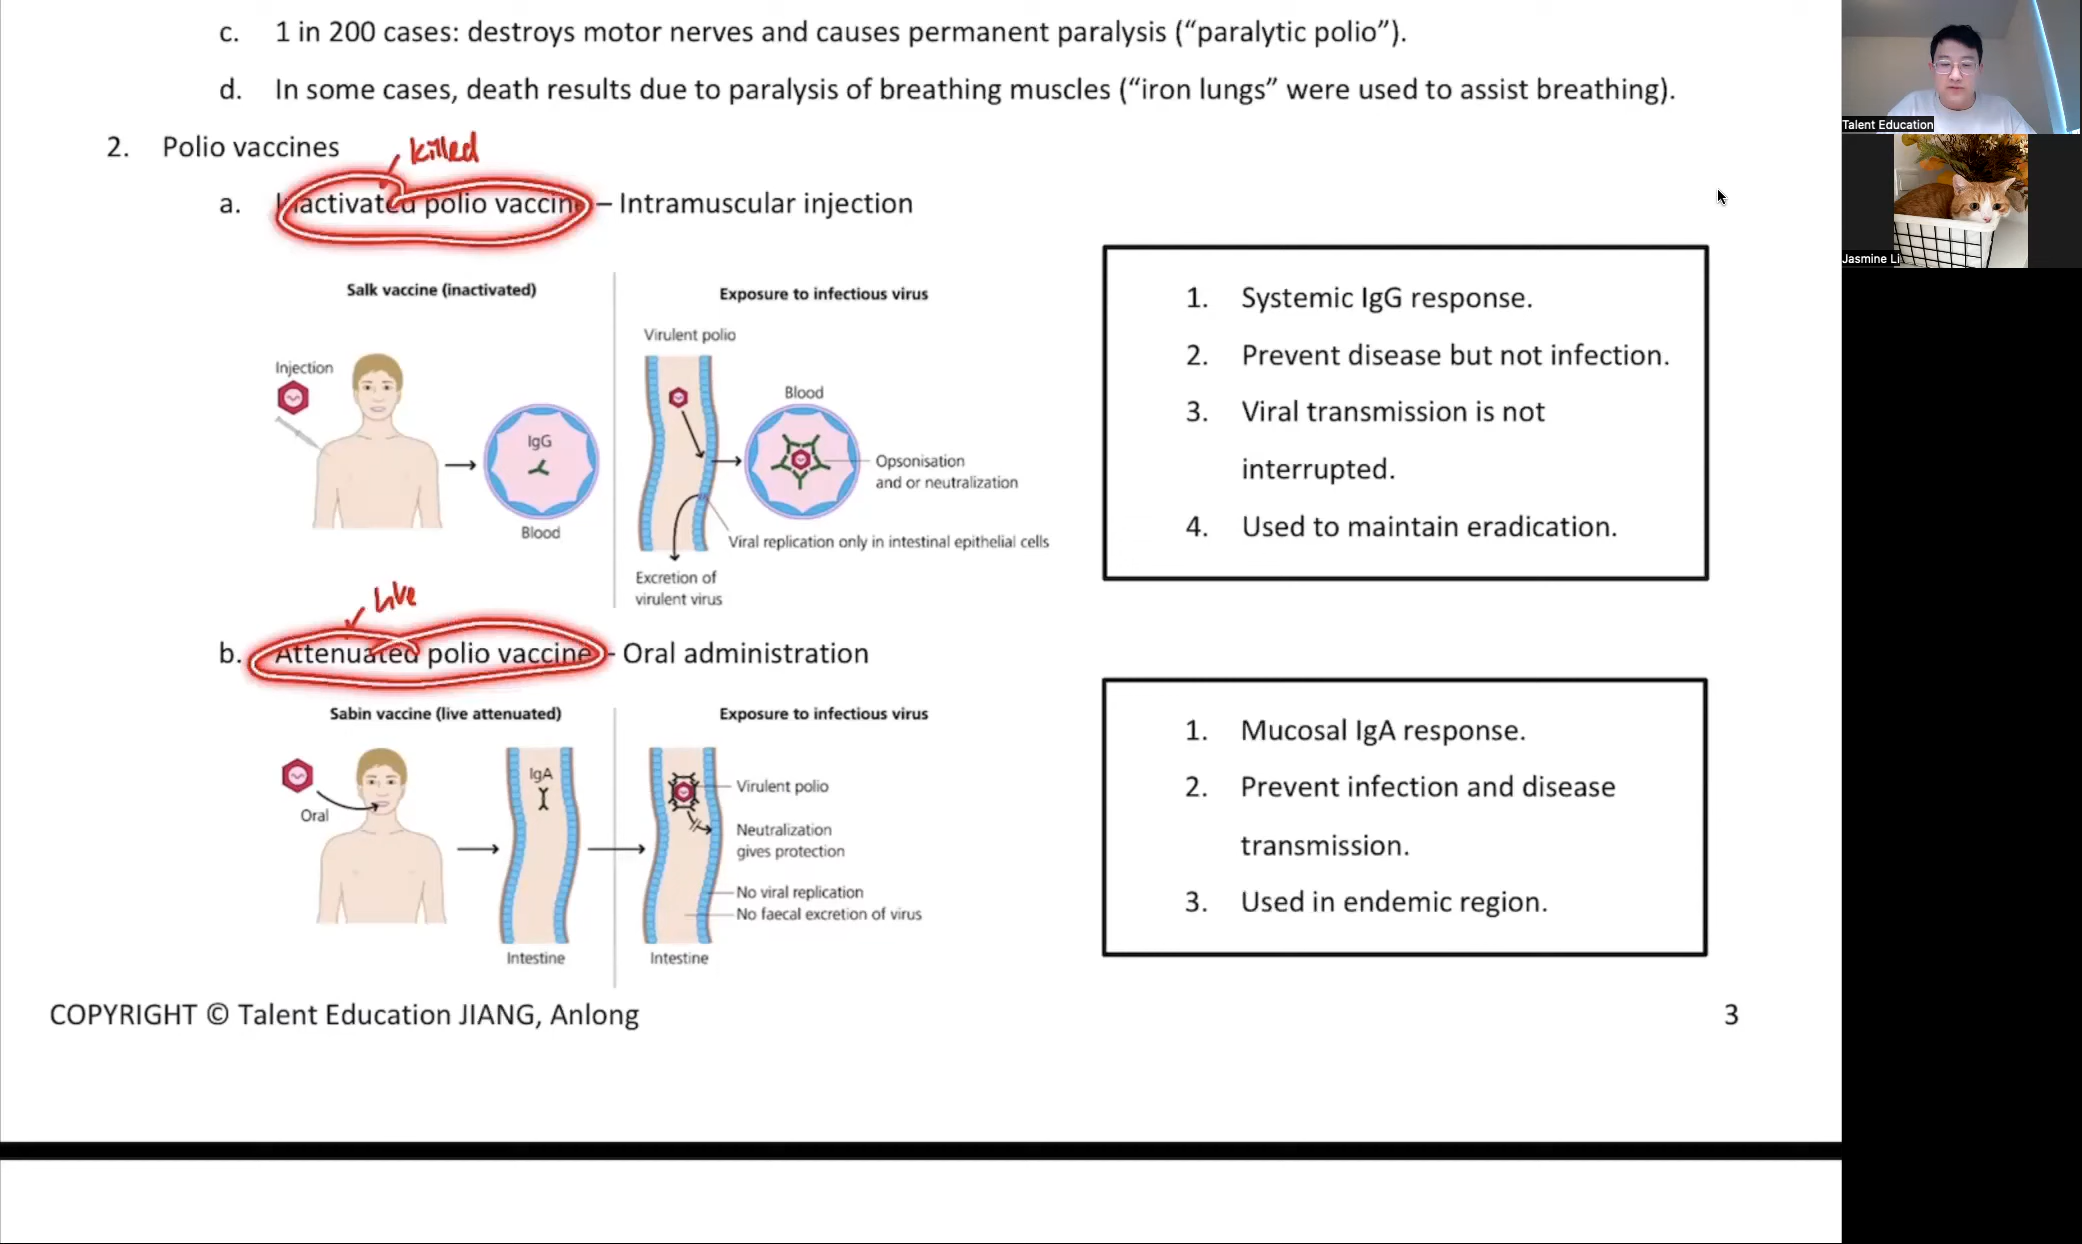 c. 1 in 200 cases: destroys motor nerves and causes permanent paralysis (“paralytic polio”).
d. In some cases, death results due to paralysis of breathing muscles (“iron lungs” were used to assist breathing).
2. Polio vaccines
killed
a. Inactivated polio vaccine – Intramuscular injection
Salk vaccine (inactivated)
Exposure to infectious virus
Injection
IgG
Blood
Virulent polio
Blood
Opsonisation
and or neutralization
Viral replication only in intestinal epithelial cells
Excretion of
virulent virus
1. Systemic IgG response.
2. Prevent disease but not infection.
3. Viral transmission is not
interrupted.
4. Used to maintain eradication.
live
b. Attenuated polio vaccine - Oral administration
Sabin vaccine (live attenuated)
Exposure to infectious virus
Oral
IgA
Intestine
Virulent polio
Neutralization
gives protection
No viral replication
No faecal excretion of virus
Intestine
1. Mucosal IgA response.
2. Prevent infection and disease
transmission.
3. Used in endemic region.
COPYRIGHT © Talent Education JIANG, Anlong
3
Talent Education
Jasmine Li